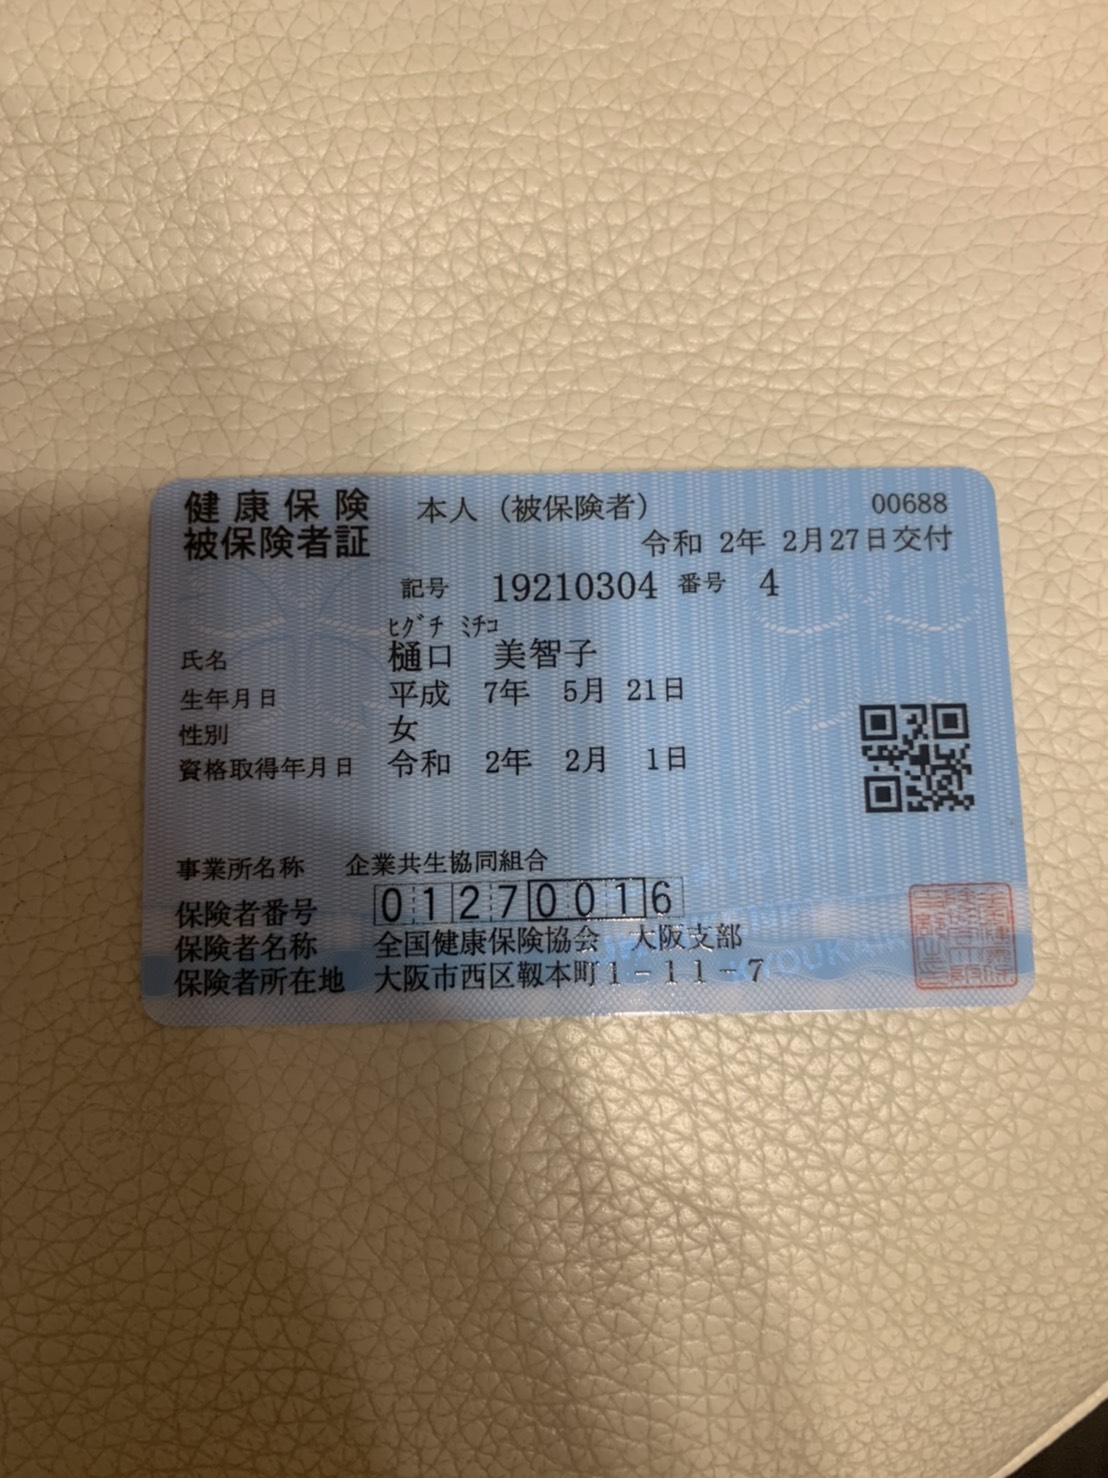 健康保険 本人（被保険者） 00688
被保険者証 令和 2年 2月27日交付
記号 19210304 番号 4
ﾋｸﾞﾁ ﾐﾁｺ
氏名 樋口 美智子
生年月日 平成 7年 5月 21日
性別 女
資格取得年月日 令和 2年 2月 1日
事業所名称 企業共生協同組合
保険者番号 01270016
保険者名称 全国健康保険協会 大阪支部
保険者所在地 大阪市西区靱本町1－11－7